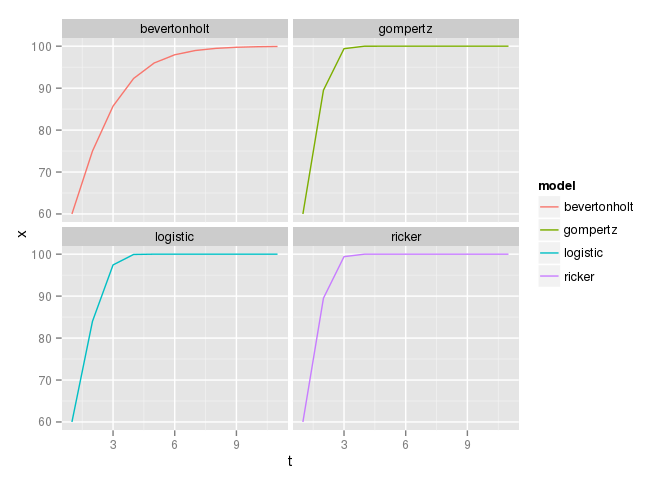 bevertonholt
gompertz
100
90
80
70
60
logistic
ricker
100
90
80
70
60
3
6
9
3
6
9
t
x
model
bevertonholt
gompertz
logistic
ricker